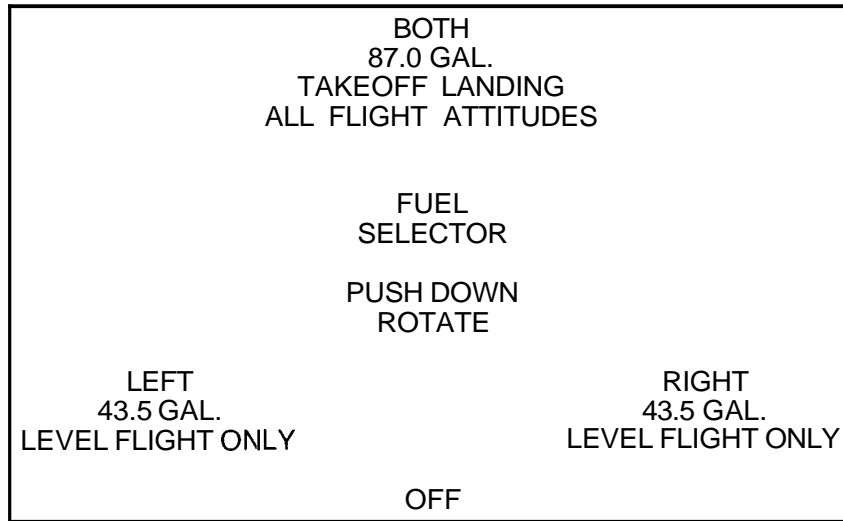 BOTH
87.0 GAL.
TAKEOFF LANDING
ALL FLIGHT ATTITUDES
FUEL
SELECTOR
PUSH DOWN
ROTATE
LEFT
43.5 GAL.
LEVEL FLIGHT ONLY
RIGHT
43.5 GAL.
LEVEL FLIGHT ONLY
OFF